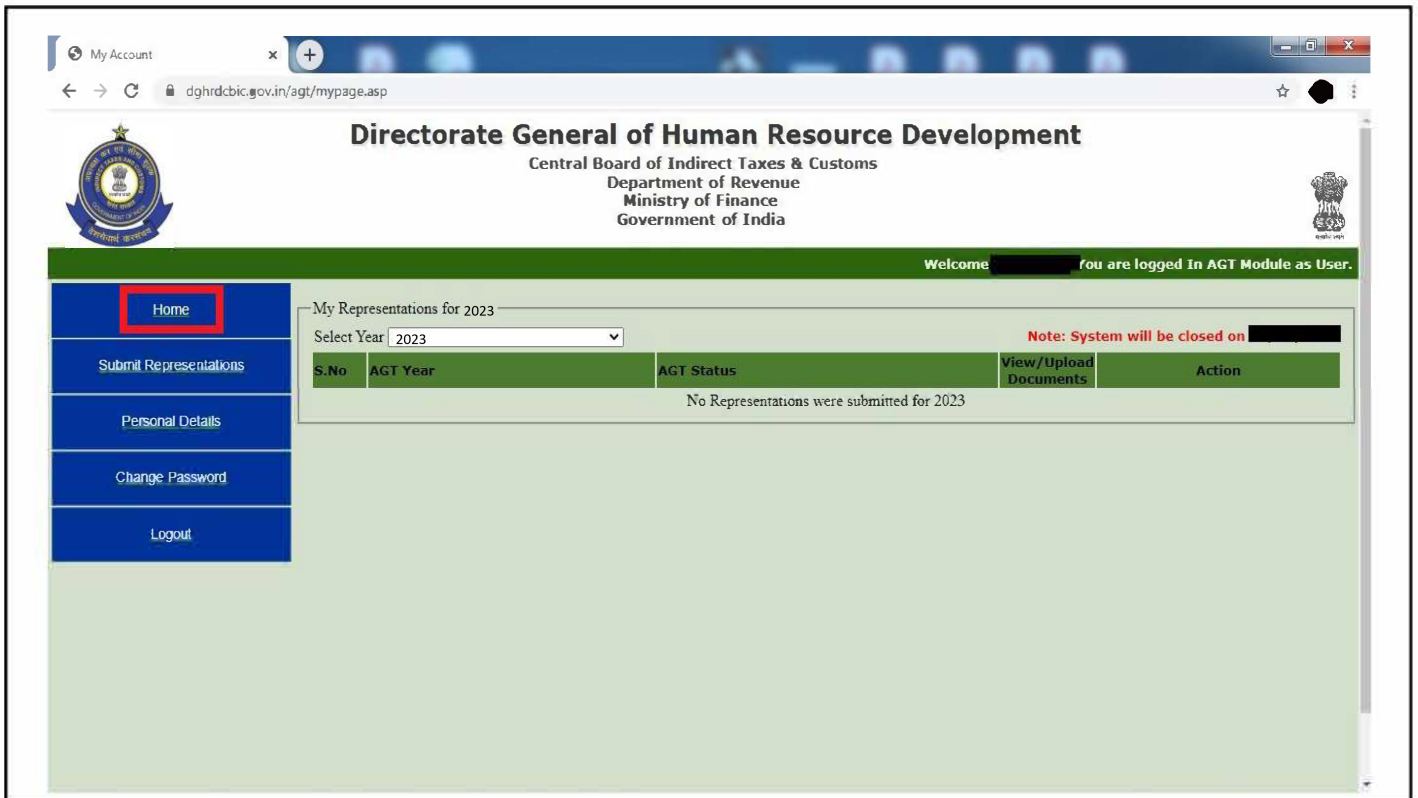 My Account
dghrdcbic.gov.in/agt/mypage.asp
Directorate General of Human Resource Development
Central Board of Indirect Taxes & Customs
Department of Revenue
Ministry of Finance
Government of India
Welcome You are logged In AGT Module as User.
Home
Submit Representations
Personal Details
Change Password
Logout
My Representations for 2023
Select Year 2023
Note: System will be closed on
S.No AGT Year AGT Status View/Upload Documents Action
No Representations were submitted for 2023